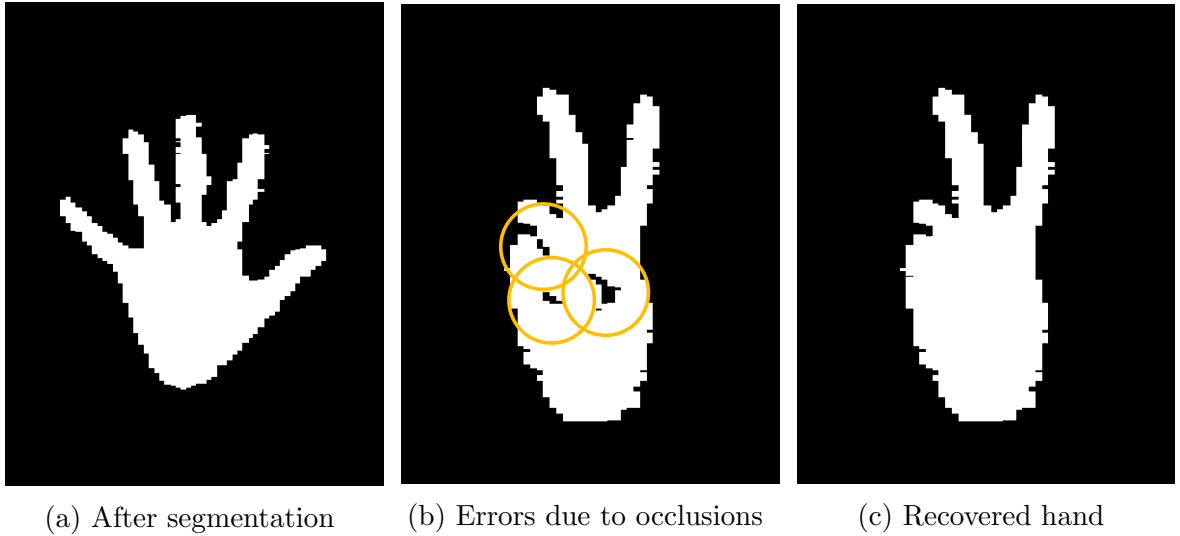 (a) After segmentation
(b) Errors due to occlusions
(c) Recovered hand